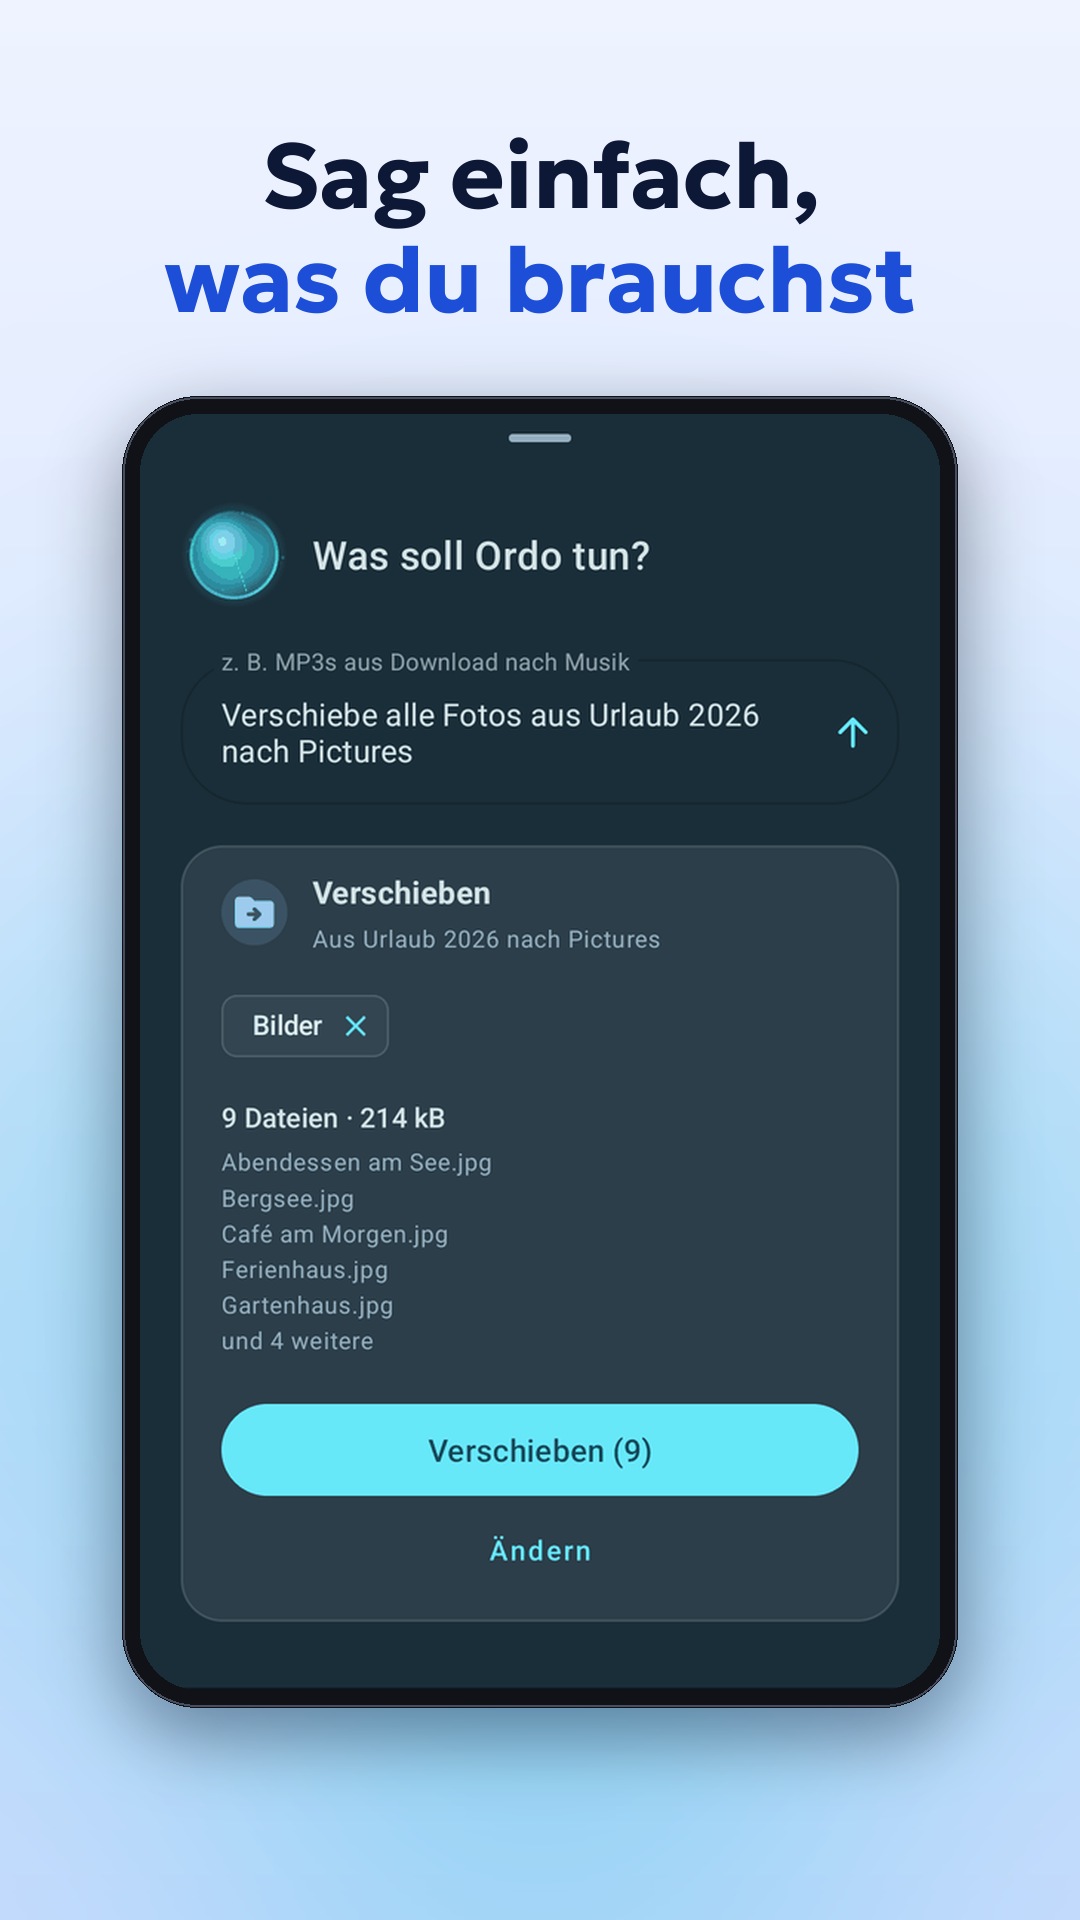 Sag einfach,
was du brauchst
Was soll Ordo tun?
z. B. MP3s aus Download nach Musik
Verschiebe alle Fotos aus Urlaub 2026
nach Pictures
Verschieben
Aus Urlaub 2026 nach Pictures
Bilder
9 Dateien · 214 kB
Abendessen am See.jpg
Bergsee.jpg
Café am Morgen.jpg
Ferienhaus.jpg
Gartenhaus.jpg
und 4 weitere
Verschieben (9)
Ändern